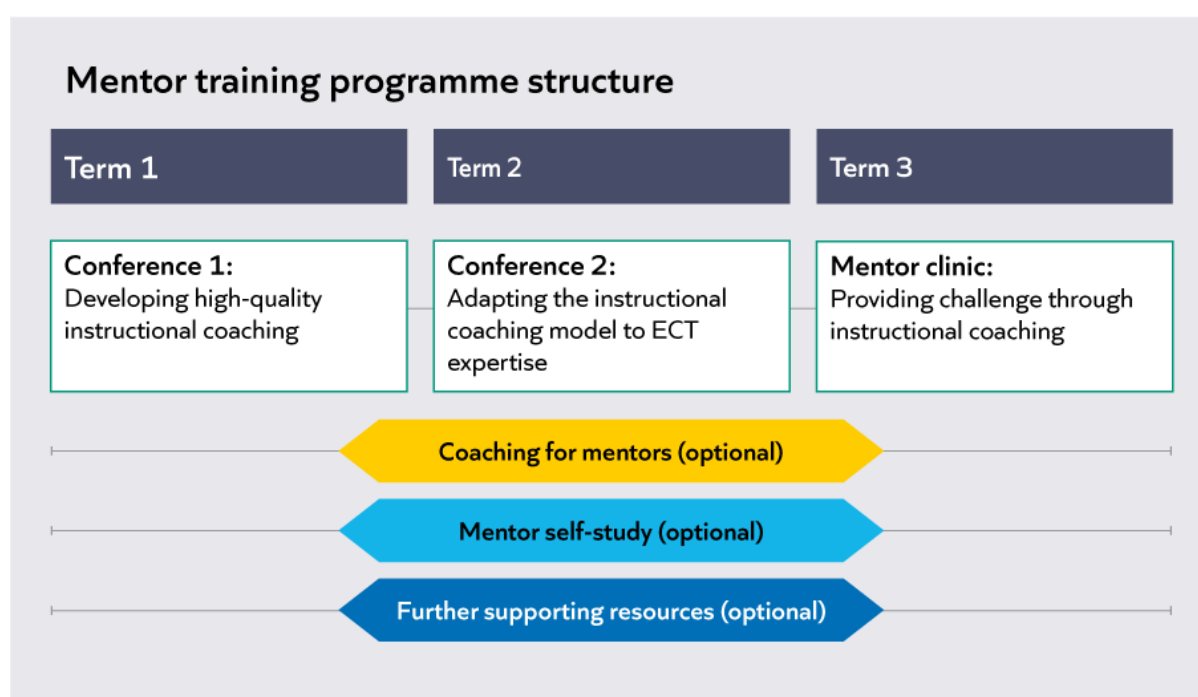 Mentor training programme structure
Term 1
Term 2
Term 3
Conference 1:
Developing high-quality
instructional coaching
Conference 2:
Adapting the instructional
coaching model to ECT
expertise
Mentor clinic:
Providing challenge through
instructional coaching
Coaching for mentors (optional)
Mentor self-study (optional)
Further supporting resources (optional)